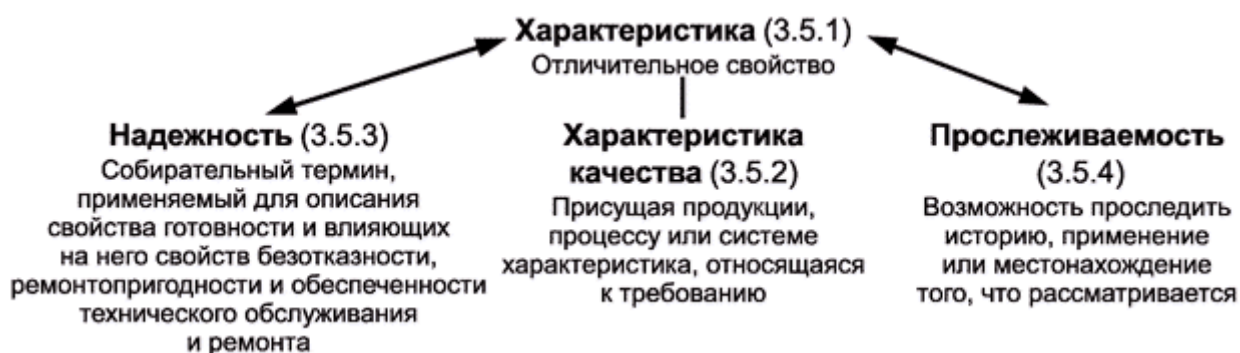 Характеристика (3.5.1)
Отличительное свойство
Надежность (3.5.3)
Собирательный термин,
применяемый для описания
свойства готовности и влияющих
на него свойств безотказности,
ремонтопригодности и обеспеченности
технического обслуживания
и ремонта
Характеристика
качества (3.5.2)
Присущая продукции,
процессу или системе
характеристика, относящаяся
к требованию
Прослеживаемость
(3.5.4)
Возможность проследить
историю, применение
или местонахождение
того, что рассматривается